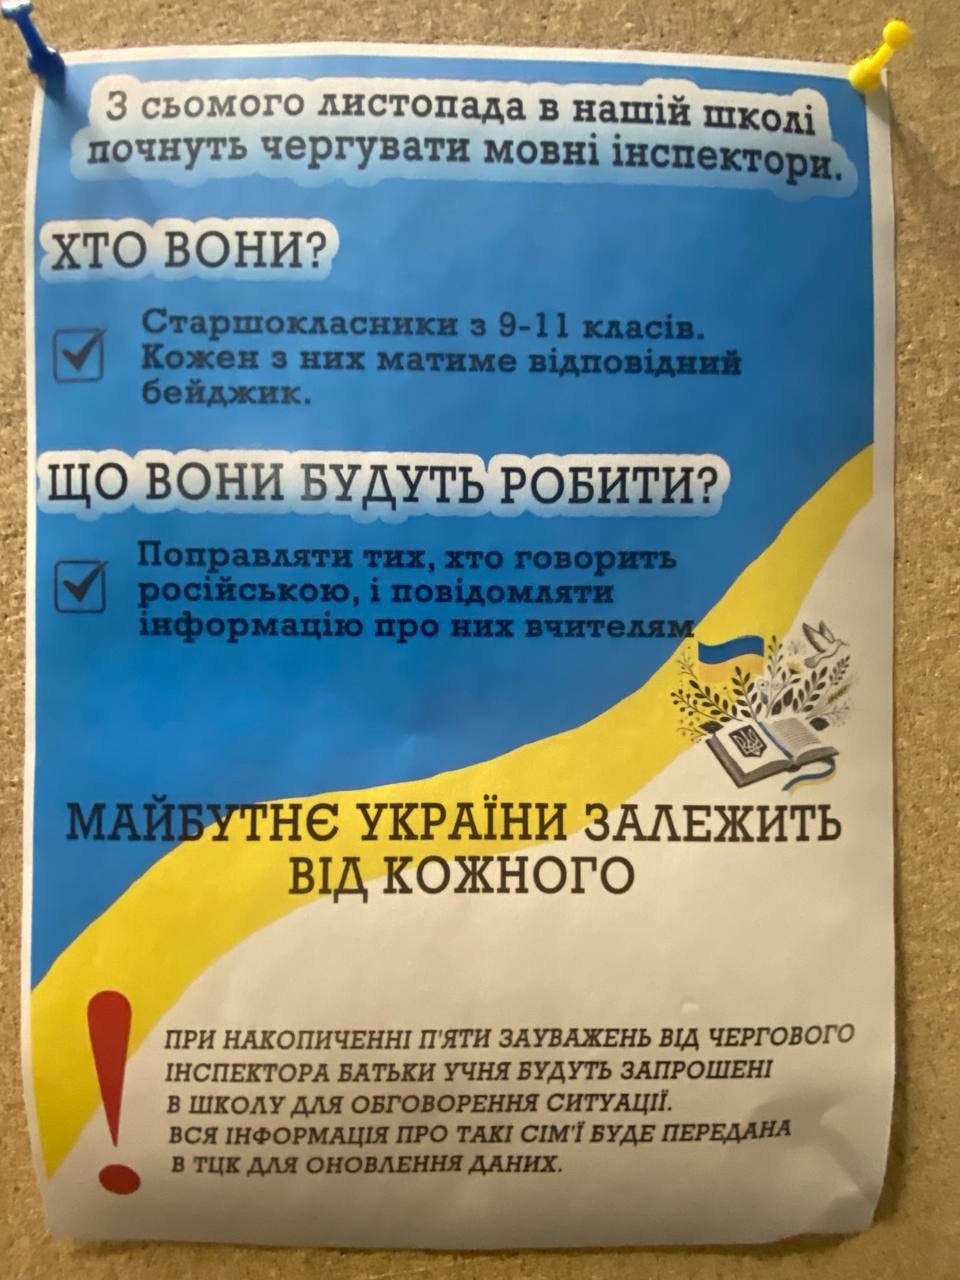 З сьомого листопада в нашій школі
почнуть чергувати мовні інспектори.
ХТО ВОНИ?
Старшокласники з 9-11 класів.
Кожен з них матиме відповідний
бейджик.
ЩО ВОНИ БУДУТЬ РОБИТИ?
Поправляти тих, хто говорить
російською, і повідомляти
інформацію про них вчителям
МАЙБУТНЄ УКРАЇНИ ЗАЛЕЖИТЬ
ВІД КОЖНОГО
ПРИ НАКОПИЧЕННІ П'ЯТИ ЗАУВАЖЕНЬ ВІД ЧЕРГОВОГО
ІНСПЕКТОРА БАТЬКИ УЧНЯ БУДУТЬ ЗАПРОШЕНІ
В ШКОЛУ ДЛЯ ОБГОВОРЕННЯ СИТУАЦІЇ.
ВСЯ ІНФОРМАЦІЯ ПРО ТАКІ СІМ'Ї БУДЕ ПЕРЕДАНА
В ТЦК ДЛЯ ОНОВЛЕННЯ ДАНИХ.